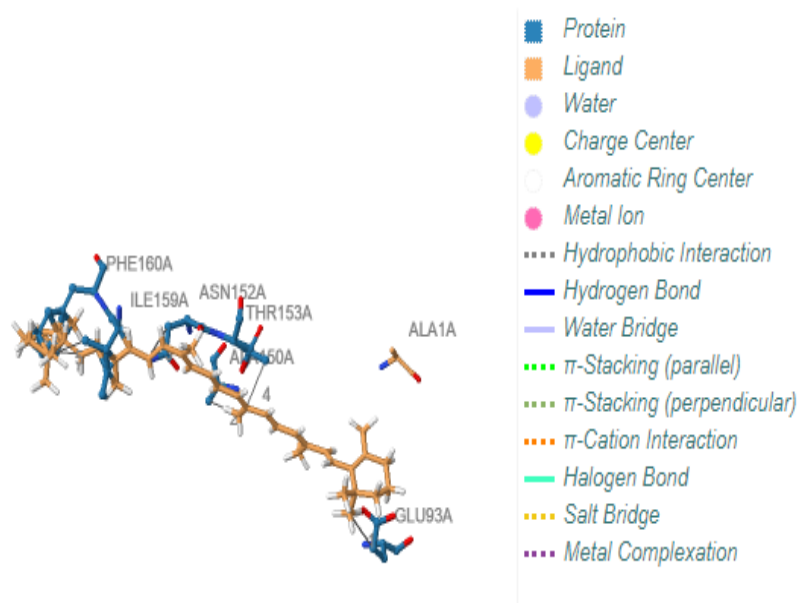 PHE160A
ILE159A
ASN152A
THR153A
ALA1A
4
2
GLU93A
Protein
Ligand
Water
Charge Center
Aromatic Ring Center
Metal Ion
Hydrophobic Interaction
Hydrogen Bond
Water Bridge
π-Stacking (parallel)
π-Stacking (perpendicular)
π-Cation Interaction
Halogen Bond
Salt Bridge
Metal Complexation